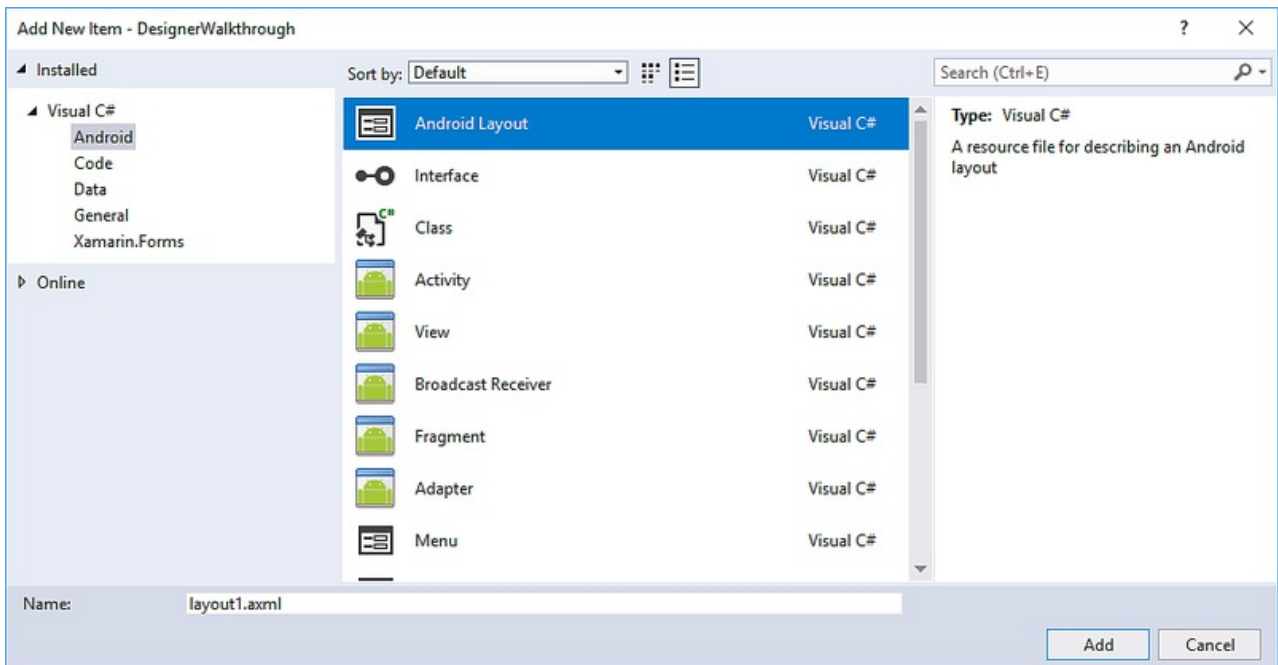 Add New Item - DesignerWalkthrough
?
Installed
Sort by: Default
Search (Ctrl+E)
Visual C#
Android
Code
Data
General
Xamarin.Forms
Online
Android Layout Visual C#
Interface Visual C#
C# Class Visual C#
Activity Visual C#
View Visual C#
Broadcast Receiver Visual C#
Fragment Visual C#
Adapter Visual C#
Menu Visual C#
Type: Visual C#
A resource file for describing an Android
layout
Name: layout1.axml
Add Cancel